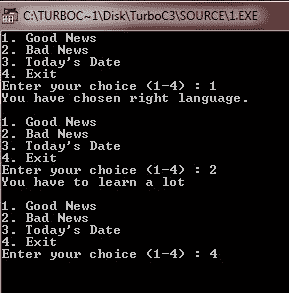 C:\TURBOC~1\Disk\TurboC3\SOURCE\1.EXE
1. Good News
2. Bad News
3. Today's Date
4. Exit
Enter your choice (1-4) : 1
You have chosen right language.
1. Good News
2. Bad News
3. Today's Date
4. Exit
Enter your choice (1-4) : 2
You have to learn a lot
1. Good News
2. Bad News
3. Today's Date
4. Exit
Enter your choice (1-4) : 4